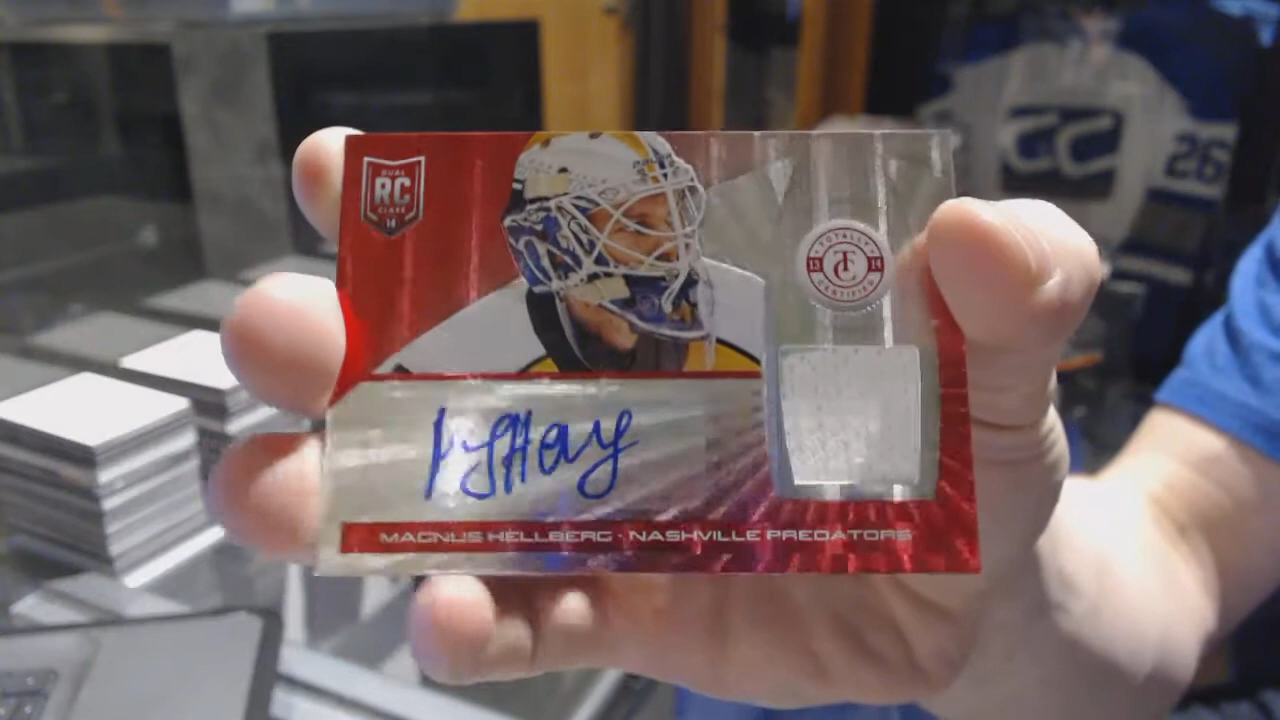 DUAL
RC
CLASS
14
TOTALLY
13 TC 14
CERTIFIED
MAGNUS HELLBERG · NASHVILLE PREDATORS
CC
26